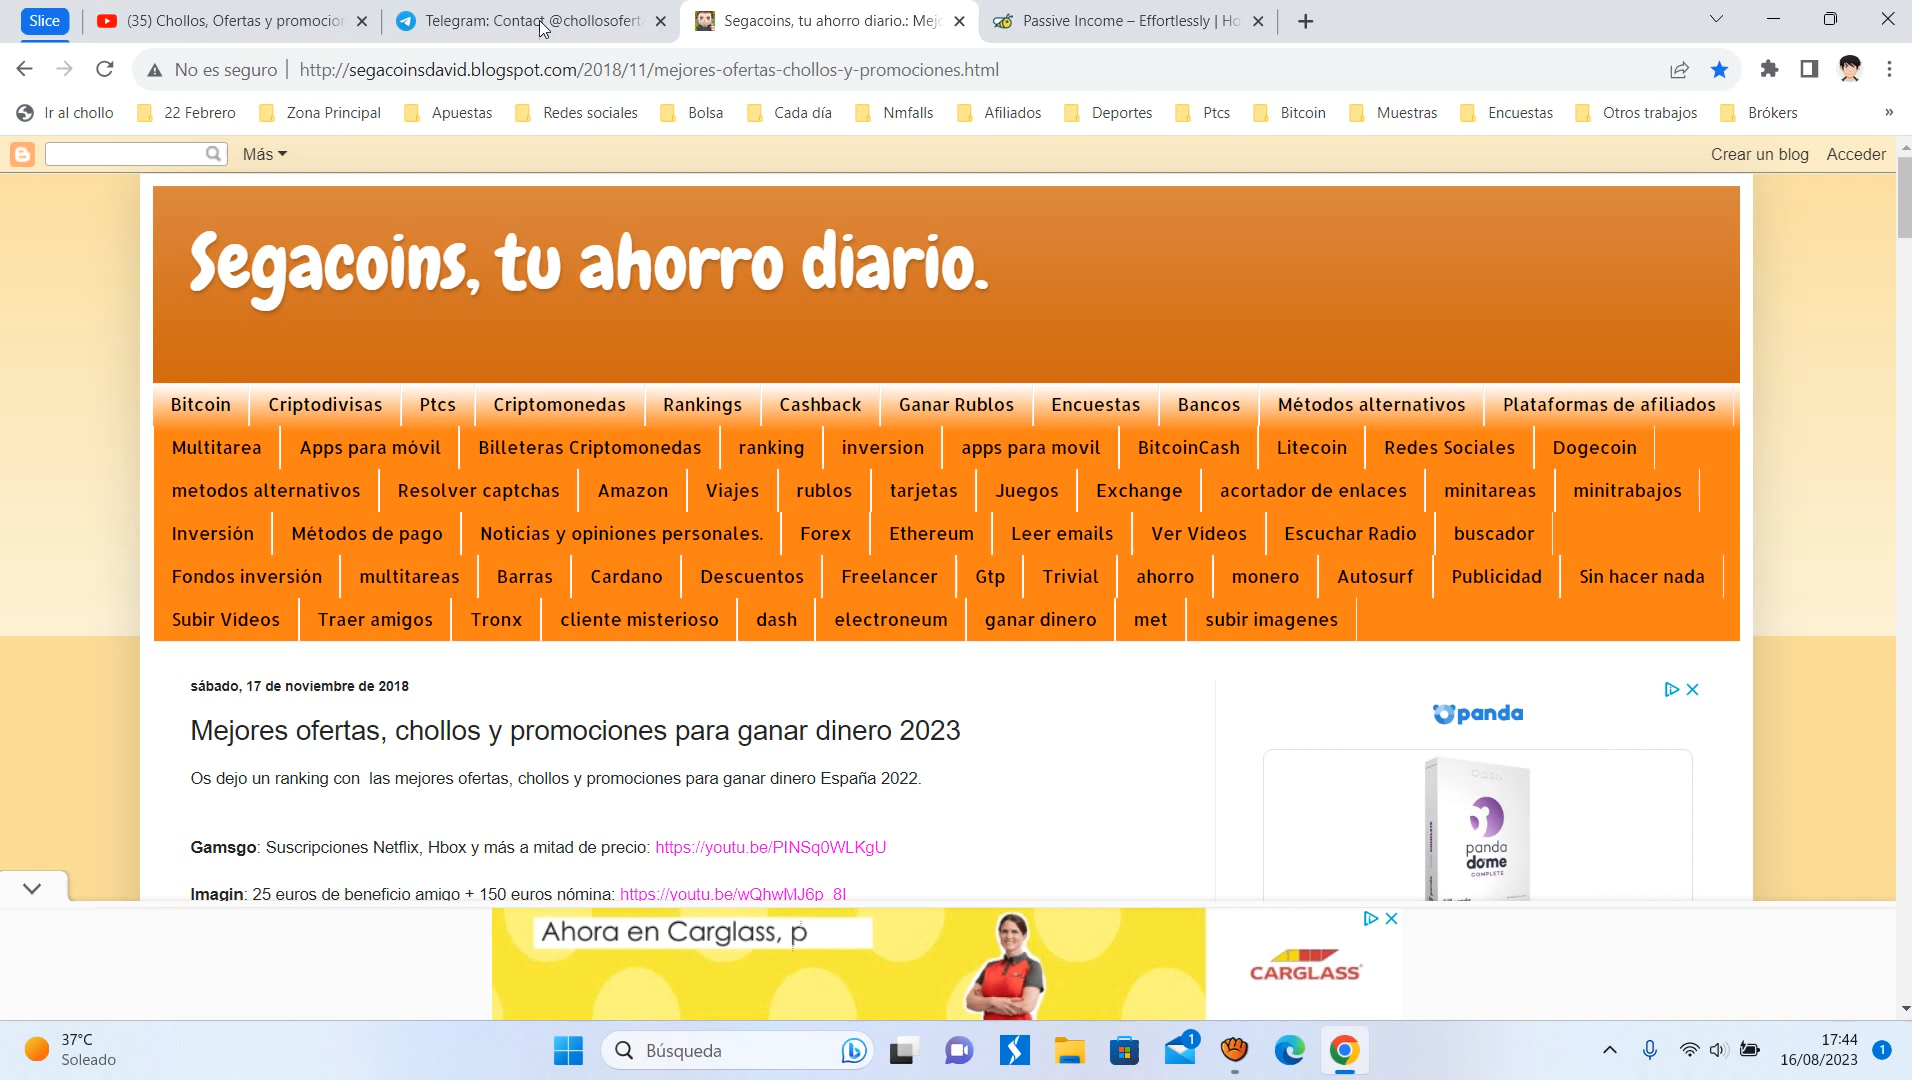 Slice (35) Chollos, Ofertas y promocion Telegram: Contact @chollosofert Segacoins, tu ahorro diario.: Mej Passive Income – Effortlessly | Ho
No es seguro http://segacoinsdavid.blogspot.com/2018/11/mejores-ofertas-chollos-y-promociones.html
Ir al chollo 22 Febrero Zona Principal Apuestas Redes sociales Bolsa Cada día Nmfalls Afiliados Deportes Ptcs Bitcoin Muestras Encuestas Otros trabajos Brókers »
Más Crear un blog Acceder
Segacoins, tu ahorro diario.
Bitcoin Criptodivisas Ptcs Criptomonedas Rankings Cashback Ganar Rublos Encuestas Bancos Métodos alternativos Plataformas de afiliados
Multitarea Apps para móvil Billeteras Criptomonedas ranking inversion apps para movil BitcoinCash Litecoin Redes Sociales Dogecoin
metodos alternativos Resolver captchas Amazon Viajes rublos tarjetas Juegos Exchange acortador de enlaces minitareas minitrabajos
Inversión Métodos de pago Noticias y opiniones personales. Forex Ethereum Leer emails Ver Vídeos Escuchar Radio buscador
Fondos inversión multitareas Barras Cardano Descuentos Freelancer Gtp Trivial ahorro monero Autosurf Publicidad Sin hacer nada
Subir Vídeos Traer amigos Tronx cliente misterioso dash electroneum ganar dinero met subir imagenes
sábado, 17 de noviembre de 2018
Mejores ofertas, chollos y promociones para ganar dinero 2023
Os dejo un ranking con las mejores ofertas, chollos y promociones para ganar dinero España 2022.
Gamsgo: Suscripciones Netflix, Hbox y más a mitad de precio: https://youtu.be/PINSq0WLKgU
Imagin: 25 euros de beneficio amigo + 150 euros nómina: https://youtu.be/wQhwMJ6p_8I
panda
panda
dome
COMPLETE
Ahora en Carglass, p
CARGLASS
37°C
Soleado
Búsqueda
1
17:44
16/08/2023
1